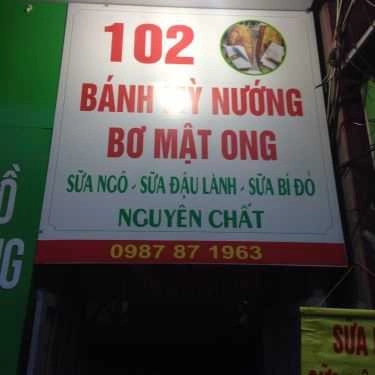 102
BÁNH MỲ NƯỚNG
BƠ MẬT ONG
SỮA NGÔ - SỮA ĐẬU LÀNH - SỮA BÍ ĐỎ
NGUYÊN CHẤT
0987 87 1963
SỮA